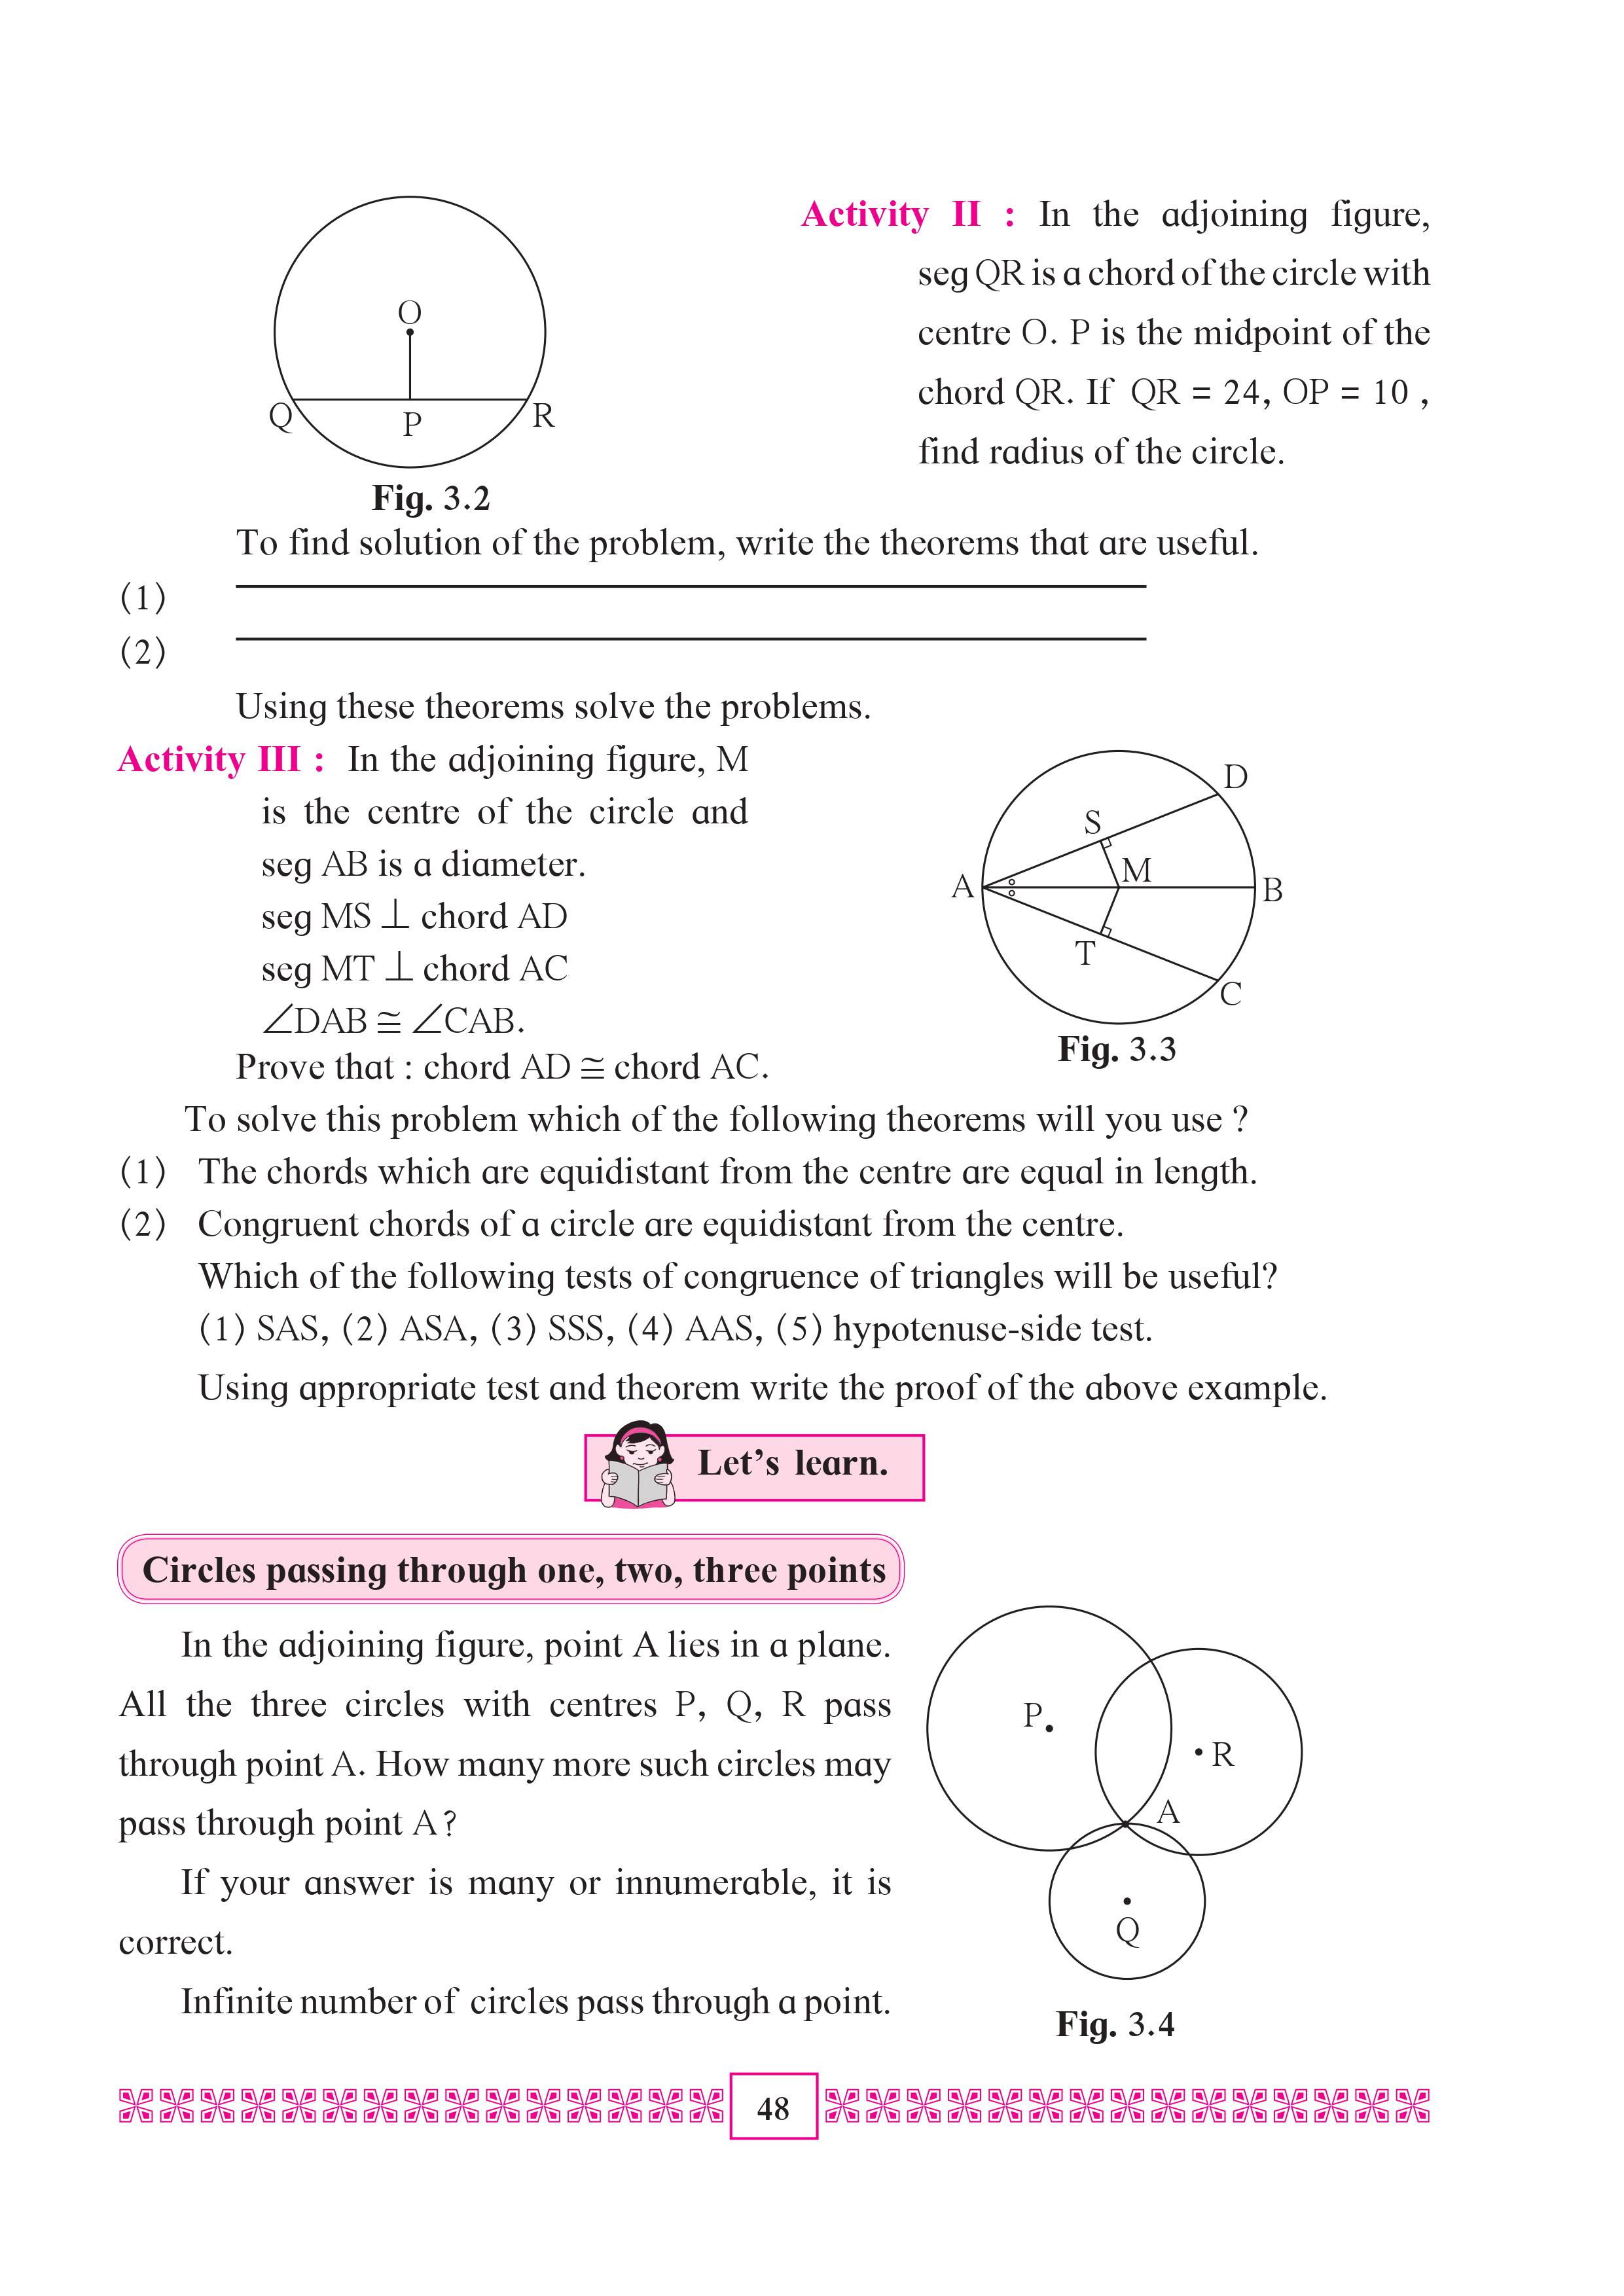 O
Q
P
R
Fig. 3.2
Activity II : In the adjoining figure,
seg QR is a chord of the circle with
centre O. P is the midpoint of the
chord QR. If QR = 24, OP = 10 ,
find radius of the circle.
To find solution of the problem, write the theorems that are useful.
(1)
(2)
Using these theorems solve the problems.
Activity III : In the adjoining figure, M
is the centre of the circle and
seg AB is a diameter.
seg MS ⊥ chord AD
seg MT ⊥ chord AC
∠DAB ≅ ∠CAB.
Prove that : chord AD ≅ chord AC.
D
S
M
A
B
T
C
Fig. 3.3
To solve this problem which of the following theorems will you use ?
(1) The chords which are equidistant from the centre are equal in length.
(2) Congruent chords of a circle are equidistant from the centre.
Which of the following tests of congruence of triangles will be useful?
(1) SAS, (2) ASA, (3) SSS, (4) AAS, (5) hypotenuse-side test.
Using appropriate test and theorem write the proof of the above example.
Let's learn.
Circles passing through one, two, three points
In the adjoining figure, point A lies in a plane.
All the three circles with centres P, Q, R pass
through point A. How many more such circles may
pass through point A?
If your answer is many or innumerable, it is
correct.
Infinite number of circles pass through a point.
P
R
A
Q
Fig. 3.4
48